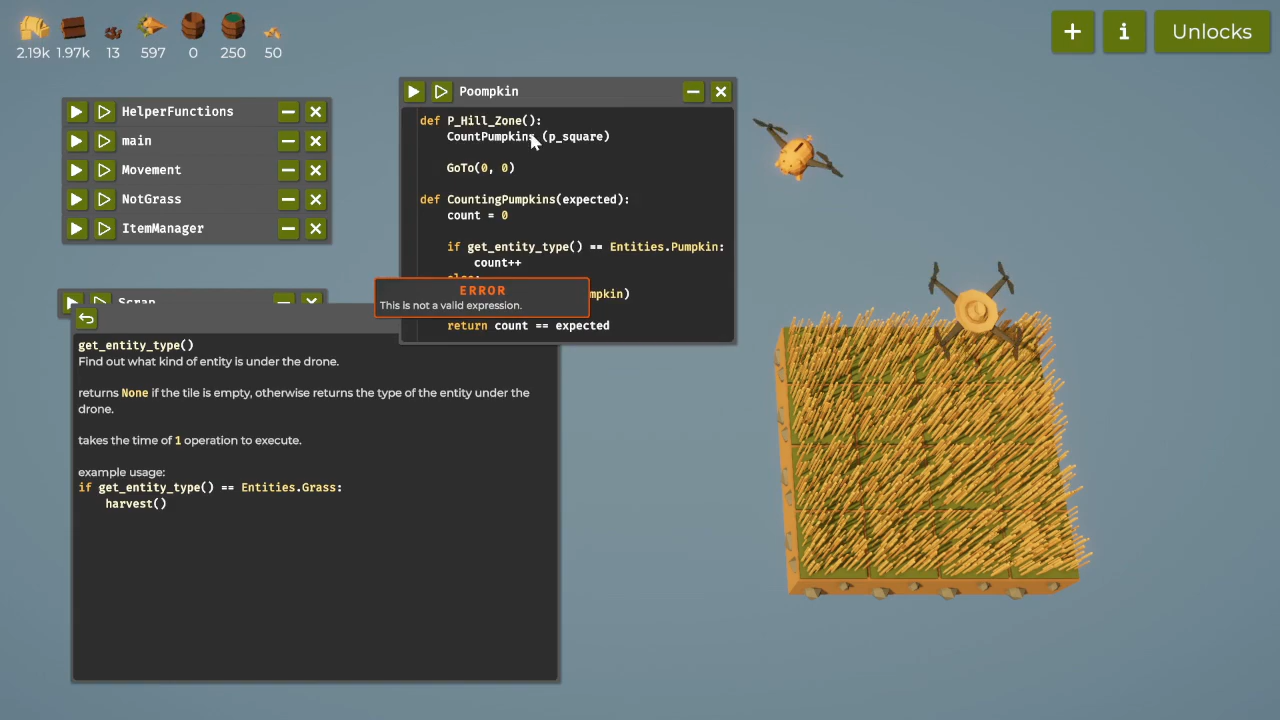 2.19k 1.97k 13 597 0 250 50
+ i Unlocks
HelperFunctions
main
Movement
NotGrass
ItemManager
Poompkin
def P_Hill_Zone():
CountPumpkins (p_square)
GoTo(0, 0)
def CountingPumpkins(expected):
count = 0
if get_entity_type() == Entities.Pumpkin:
count++
ERROR
This is not a valid expression.
return count == expected
Scrap
get_entity_type()
Find out what kind of entity is under the drone.
returns None if the tile is empty, otherwise returns the type of the entity under the
drone.
takes the time of 1 operation to execute.
example usage:
if get_entity_type() == Entities.Grass:
harvest()